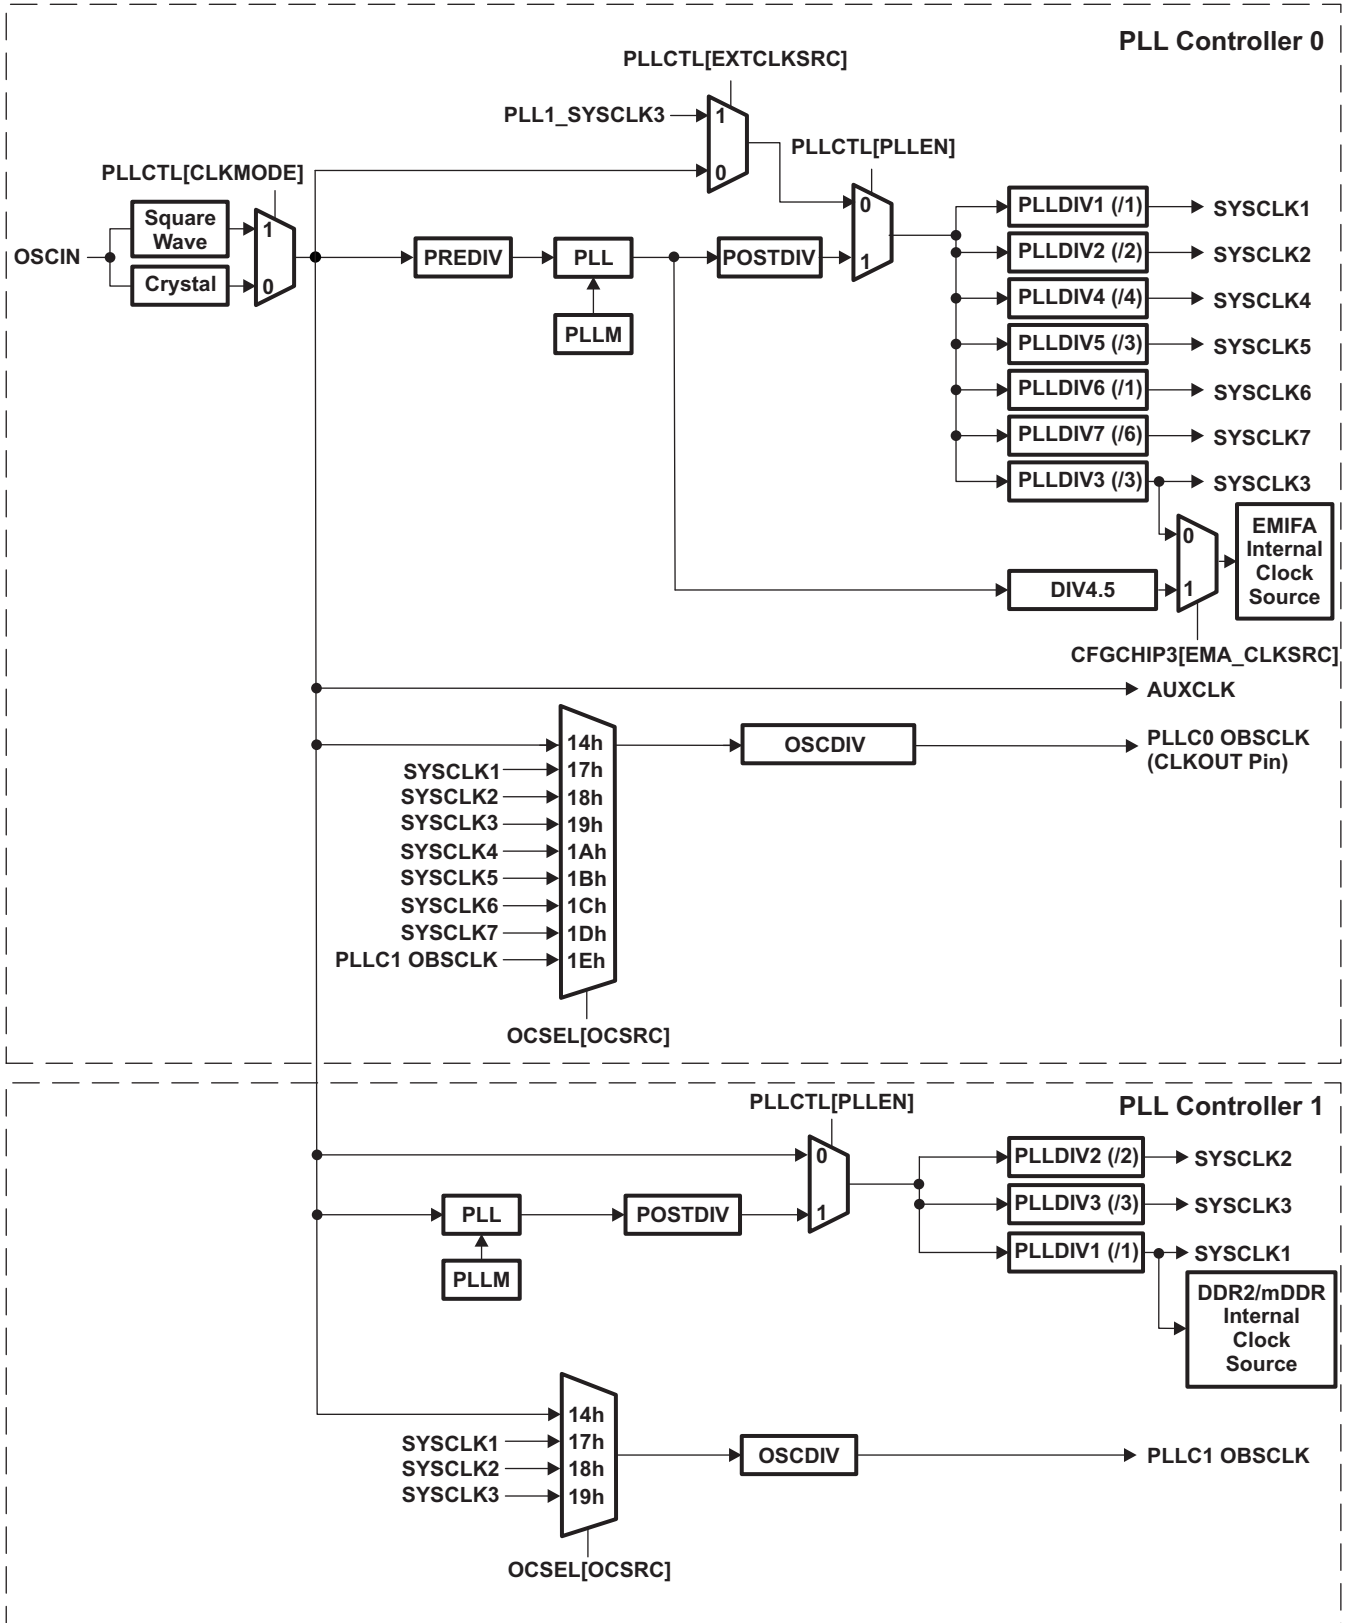 PLL Controller 0
PLLCTL[EXTCLKSRC]
PLL1_SYSCLK3
1
0
PLLCTL[PLLEN]
0
1
PLLCTL[CLKMODE]
OSCIN
Square
Wave
Crystal
1
0
PREDIV
PLL
PLLM
POSTDIV
PLLDIV1 (/1)
SYSCLK1
PLLDIV2 (/2)
SYSCLK2
PLLDIV4 (/4)
SYSCLK4
PLLDIV5 (/3)
SYSCLK5
PLLDIV6 (/1)
SYSCLK6
PLLDIV7 (/6)
SYSCLK7
PLLDIV3 (/3)
SYSCLK3
0
1
EMIFA
Internal
Clock
Source
DIV4.5
CFGCHIP3[EMA_CLKSRC]
AUXCLK
14h
SYSCLK1
17h
SYSCLK2
18h
SYSCLK3
19h
SYSCLK4
1Ah
SYSCLK5
1Bh
SYSCLK6
1Ch
SYSCLK7
1Dh
PLLC1 OBSCLK
1Eh
OCSEL[OCSRC]
OSCDIV
PLLC0 OBSCLK
(CLKOUT Pin)
PLL Controller 1
PLLCTL[PLLEN]
0
1
PLL
PLLM
POSTDIV
PLLDIV2 (/2)
SYSCLK2
PLLDIV3 (/3)
SYSCLK3
PLLDIV1 (/1)
SYSCLK1
DDR2/mDDR
Internal
Clock
Source
14h
SYSCLK1
17h
SYSCLK2
18h
SYSCLK3
19h
OCSEL[OCSRC]
OSCDIV
PLLC1 OBSCLK